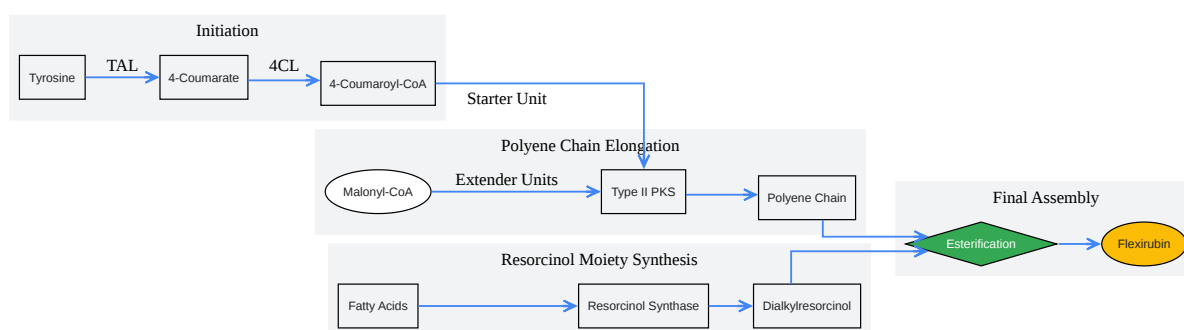 Initiation
Tyrosine
TAL
4-Coumarate
4CL
4-Coumaroyl-CoA
Starter Unit
Polyene Chain Elongation
Malonyl-CoA
Extender Units
Type II PKS
Polyene Chain
Resorcinol Moiety Synthesis
Fatty Acids
Resorcinol Synthase
Dialkylresorcinol
Final Assembly
Esterification
Flexirubin